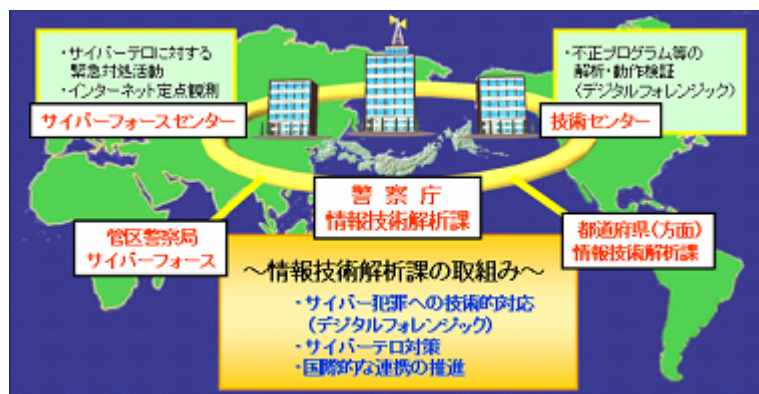 ・サイバーテロに対する
緊急対処活動
・インターネット定点観測
サイバーフォースセンター
・不正プログラム等の
解析・動作検証
(デジタルフォレンジック)
技術センター
警察庁
情報技術解析課
管区警察局
サイバーフォース
都道府県(方面)
情報技術解析課
～情報技術解析課の取組み～
・サイバー犯罪への技術的対応
(デジタルフォレンジック)
・サイバーテロ対策
・国際的な連携の推進